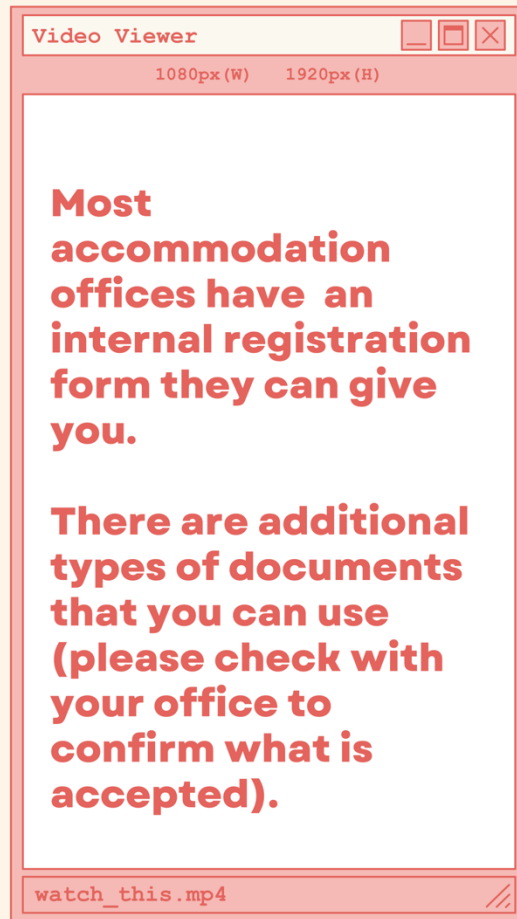 Video Viewer
1080px(W) 1920px(H)
Most
accommodation
offices have an
internal registration
form they can give
you.
There are additional
types of documents
that you can use
(please check with
your office to
confirm what is
accepted).
watch_this.mp4